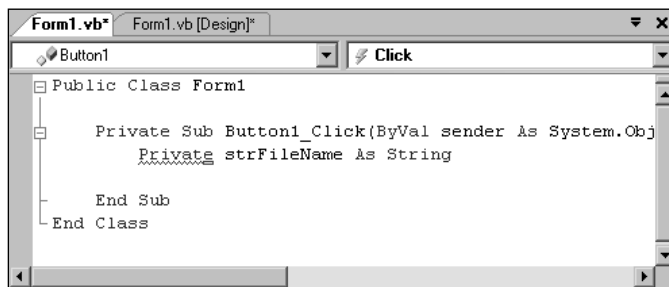 Form1.vb* Form1.vb [Design]*
Button1 Click
Public Class Form1
Private Sub Button1_Click(ByVal sender As System.Obj
Private strFileName As String
End Sub
End Class